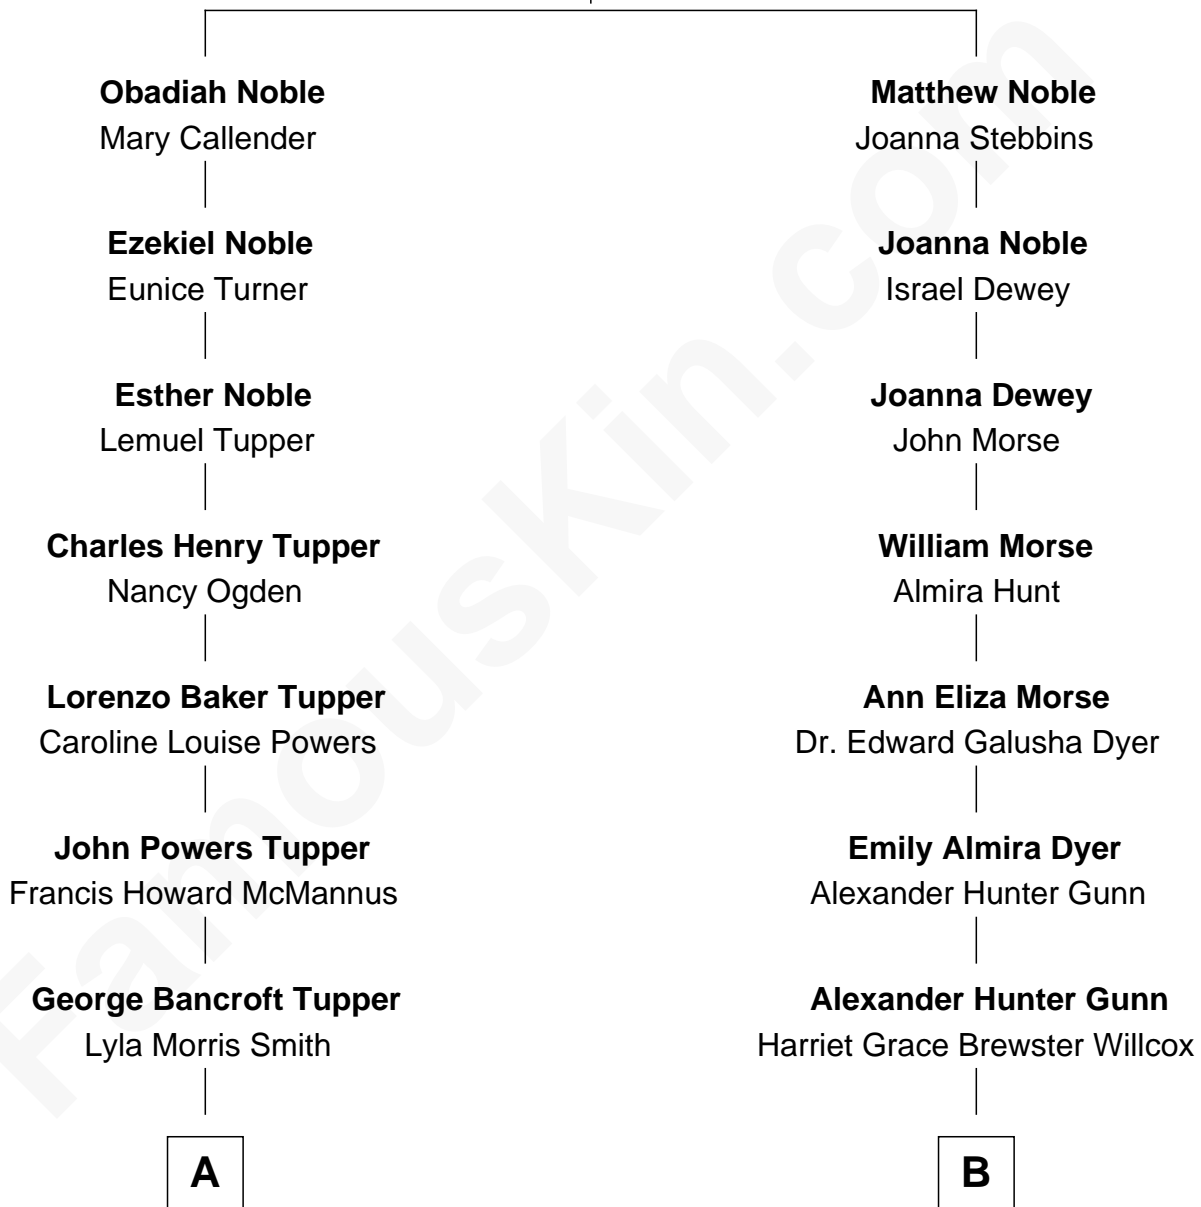 Obadiah Noble
Mary Callender
Ezekiel Noble
Eunice Turner
Esther Noble
Lemuel Tupper
Charles Henry Tupper
Nancy Ogden
Lorenzo Baker Tupper
Caroline Louise Powers
John Powers Tupper
Francis Howard McMannus
George Bancroft Tupper
Lyla Morris Smith
A
Matthew Noble
Joanna Stebbins
Joanna Noble
Israel Dewey
Joanna Dewey
John Morse
William Morse
Almira Hunt
Ann Eliza Morse
Dr. Edward Galusha Dyer
Emily Almira Dyer
Alexander Hunter Gunn
Alexander Hunter Gunn
Harriet Grace Brewster Willcox
B
FamousKin.com